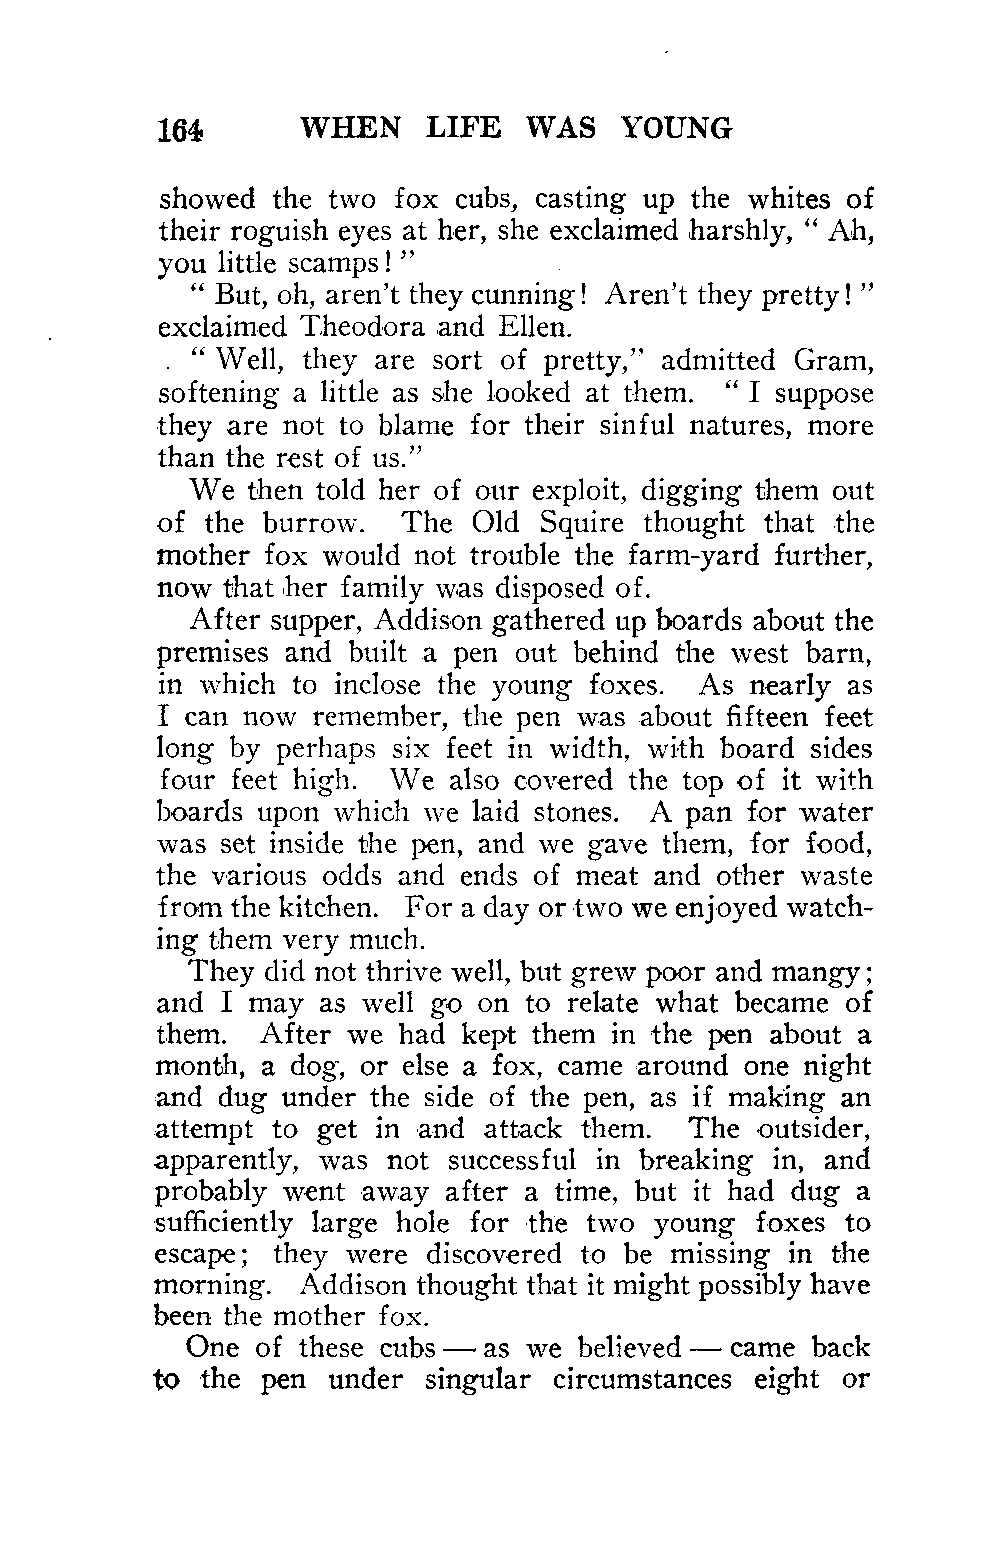 164 WHEN LIFE WAS YOUNG
showed the two fox cubs, casting up the whites of
their roguish eyes at her, she exclaimed harshly, " Ah,
you little scamps! "
" But, oh, aren't they cunning! Aren't they pretty! "
exclaimed Theodora and Ellen.
" Well, they are sort of pretty," admitted Gram,
softening a little as she looked at them. " I suppose
they are not to blame for their sinful natures, more
than the rest of us."
We then told her of our exploit, digging them out
of the burrow. The Old Squire thought that the
mother fox would not trouble the farm-yard further,
now that her family was disposed of.
After supper, Addison gathered up boards about the
premises and built a pen out behind the west barn,
in which to inclose the young foxes. As nearly as
I can now remember, the pen was about fifteen feet
long by perhaps six feet in width, with board sides
four feet high. We also covered the top of it with
boards upon which we laid stones. A pan for water
was set inside the pen, and we gave them, for food,
the various odds and ends of meat and other waste
from the kitchen. For a day or two we enjoyed watch-
ing them very much.
They did not thrive well, but grew poor and mangy;
and I may as well go on to relate what became of
them. After we had kept them in the pen about a
month, a dog, or else a fox, came around one night
and dug under the side of the pen, as if making an
attempt to get in and attack them. The outsider,
apparently, was not successful in breaking in, and
probably went away after a time, but it had dug a
sufficiently large hole for the two young foxes to
escape; they were discovered to be missing in the
morning. Addison thought that it might possibly have
been the mother fox.
One of these cubs — as we believed — came back
to the pen under singular circumstances eight or